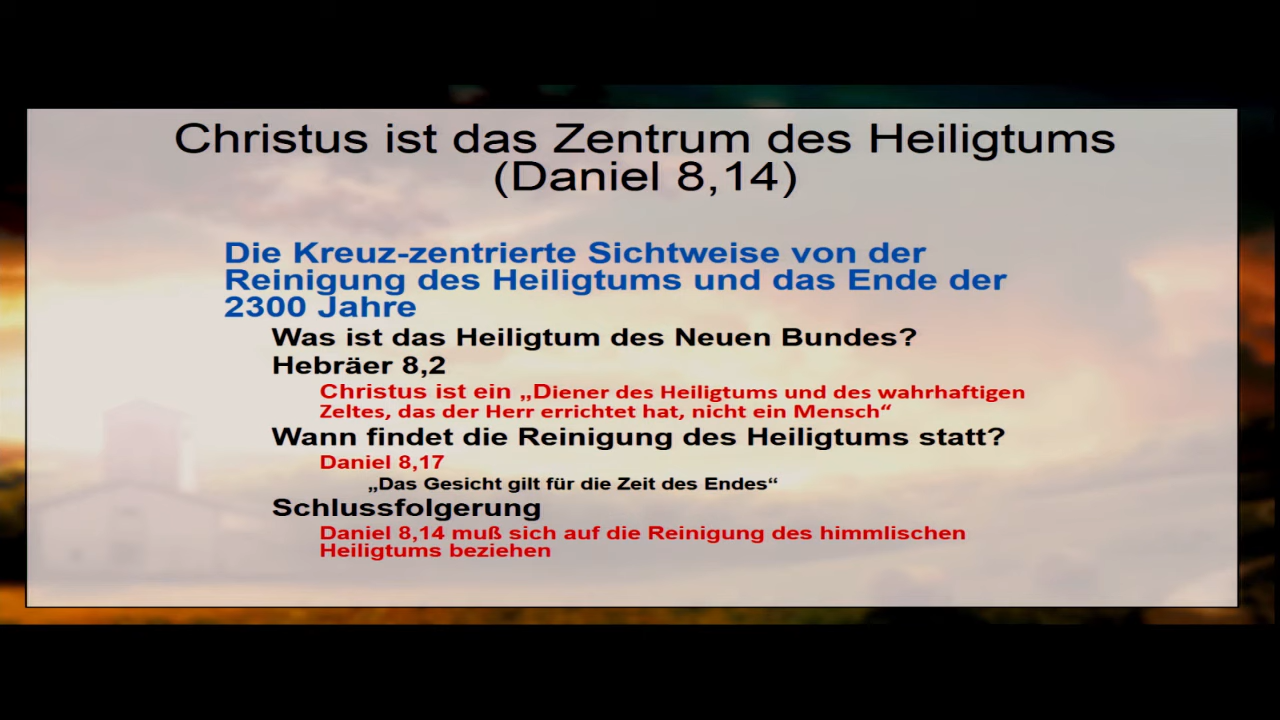 Christus ist das Zentrum des Heiligtums
(Daniel 8,14)
Die Kreuz-zentrierte Sichtweise von der
Reinigung des Heiligtums und das Ende der
2300 Jahre
Was ist das Heiligtum des Neuen Bundes?
Hebräer 8,2
Christus ist ein „Diener des Heiligtums und des wahrhaftigen
Zeltes, das der Herr errichtet hat, nicht ein Mensch“
Wann findet die Reinigung des Heiligtums statt?
Daniel 8,17
„Das Gesicht gilt für die Zeit des Endes“
Schlussfolgerung
Daniel 8,14 muß sich auf die Reinigung des himmlischen
Heiligtums beziehen